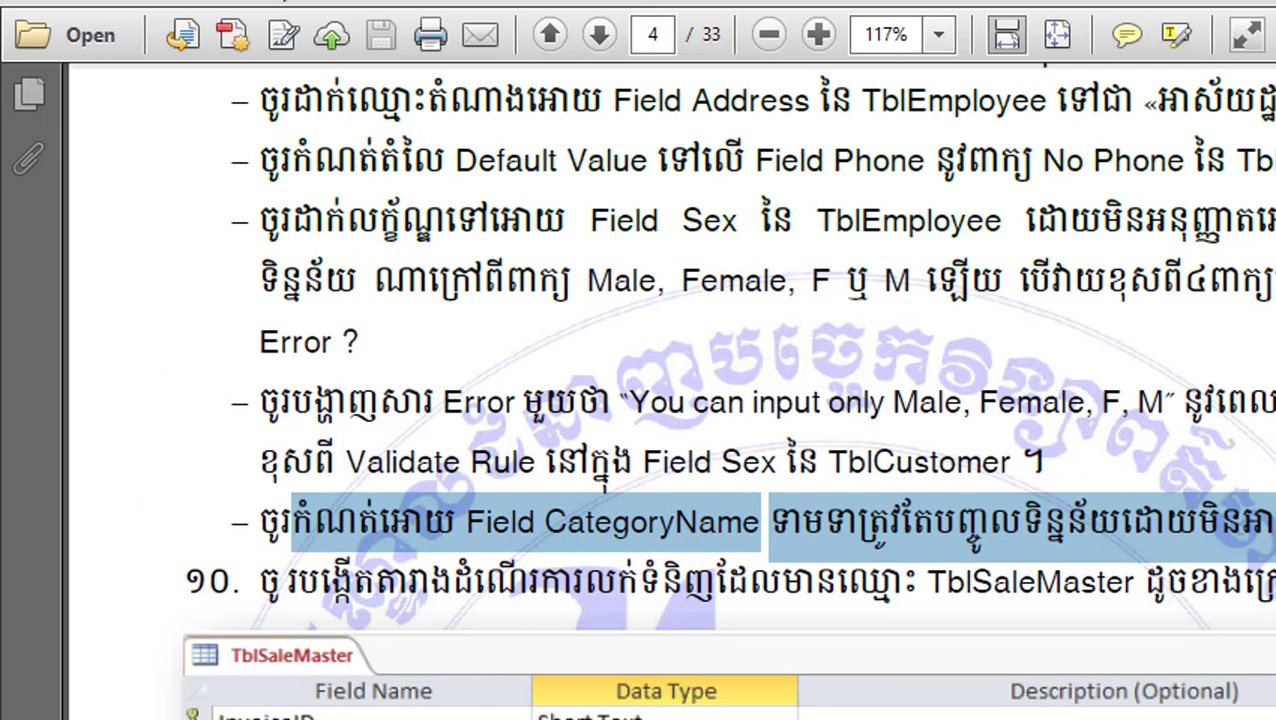 Open 4 / 33 117%
– ចូរដាក់ឈ្មោះតំណាងអោយ Field Address នៃ TblEmployee ទៅជា «អាស័យដ្ឋ
– ចូរកំណត់តំលៃ Default Value ទៅលើ Field Phone នូវពាក្យ No Phone នៃ Tbl
– ចូរដាក់លក្ខ័ណ្ឌទៅអោយ Field Sex នៃ TblEmployee ដោយមិនអនុញ្ញាត
ទិន្នន័យ ណាក្រៅពីពាក្យ Male, Female, F ឬ M ឡើយ បើវាយខុសពី៤ពាក្យ
Error ?
– ចូរបង្ហាញសារ Error មួយថា “You can input only Male, Female, F, M” នូវពេល
ខុសពី Validate Rule នៅក្នុង Field Sex នៃ TblCustomer ។
– ចូរកំណត់អោយ Field CategoryName ទាមទាត្រូវតែបញ្ចូលទិន្នន័យដោយមិនអា
១០. ចូរបង្កើតតារាងដំណើរការលក់ទំនិញដែលមានឈ្មោះ TblSaleMaster ដូចខាងក្រោ
TblSaleMaster
Field Name Data Type Description (Optional)
InvoiceID Short Text